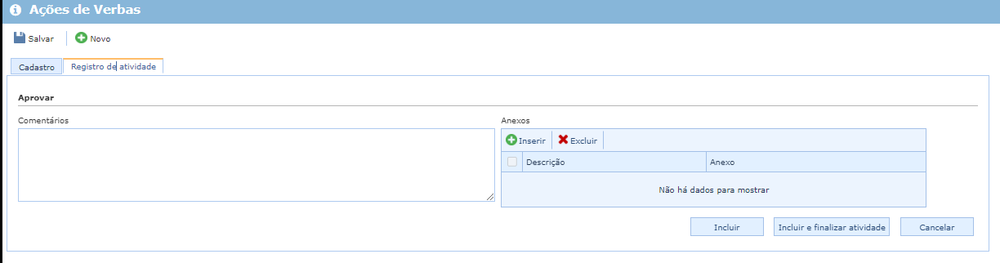 Ações de Verbas
Salvar Novo
Cadastro Registro de atividade
Aprovar
Comentários Anexos
Inserir Excluir
Descrição Anexo
Não há dados para mostrar
Incluir Incluir e finalizar atividade Cancelar